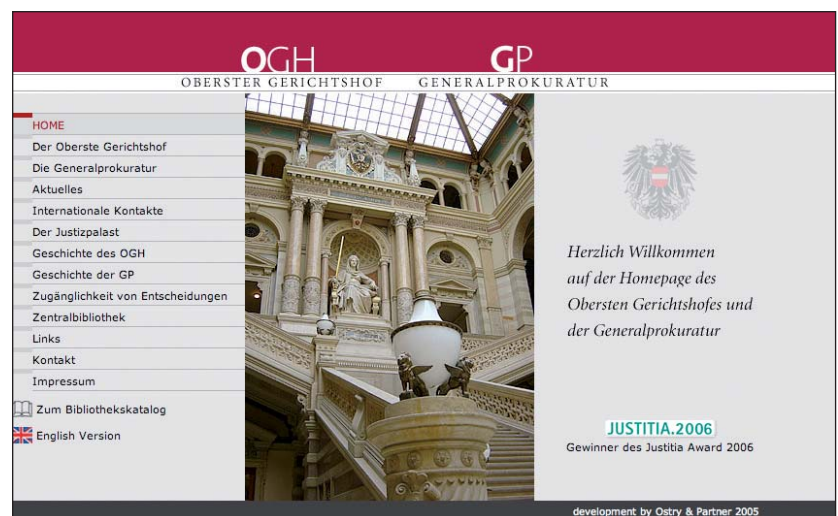 OGH GP
OBERSTER GERICHTSHOF GENERALPROKURATUR
HOME
Der Oberste Gerichtshof
Die Generalprokuratur
Aktuelles
Internationale Kontakte
Der Justizpalast
Geschichte des OGH
Geschichte der GP
Zugänglichkeit von Entscheidungen
Zentralbibliothek
Links
Kontakt
Impressum
Zum Bibliothekskatalog
English Version
Herzlich Willkommen
auf der Homepage des
Obersten Gerichtshofes und
der Generalprokuratur
JUSTITIA.2006
Gewinner des Justitia Award 2006
development by Ostry & Partner 2005